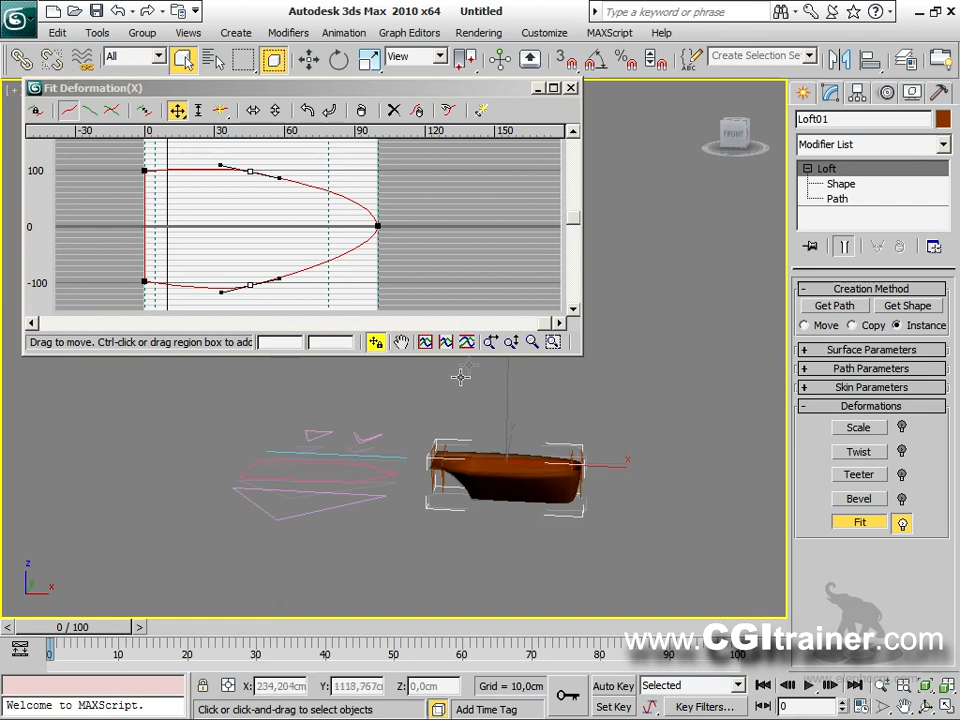 Autodesk 3ds Max 2010 x64 Untitled
Type a keyword or phrase
Edit Tools Group Views Create Modifiers Animation Graph Editors Rendering Customize MAXScript Help
All View 3 ABC Create Selection Se
Fit Deformation(X)
-30 0 30 60 90 120 150
100
0
-100
Drag to move. Ctrl-click or drag region box to add
FRONT
Loft01
Modifier List
Loft
Shape
Path
- Creation Method
Get Path Get Shape
Move Copy Instance
+ Surface Parameters
+ Path Parameters
+ Skin Parameters
- Deformations
Scale
Twist
Teeter
Bevel
Fit
x
y
z
x
y
< 0 / 100 >
0 10 20 30 40 50 60 70 80 90 100
www.CGItrainer.com
X: 234,204cm Y: 1118,767c Z: 0,0cm Grid = 10,0cm Auto Key Selected
Welcome to MAXScript. Click or click-and-drag to select objects Add Time Tag Set Key Key Filters... 0